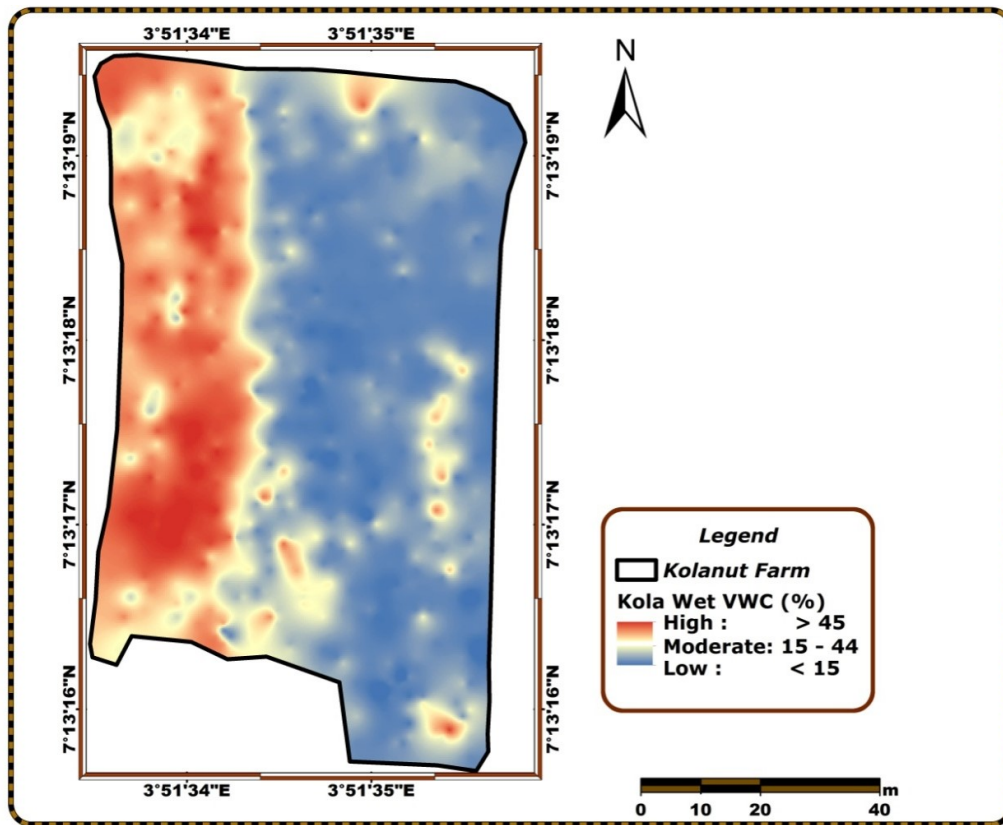 3°51'34"E 3°51'35"E
N
7°13'19"N 7°13'19"N
7°13'18"N 7°13'18"N
7°13'17"N 7°13'17"N
7°13'16"N 7°13'16"N
Legend
Kolanut Farm
Kola Wet VWC (%)
High : > 45
Moderate: 15 - 44
Low : < 15
3°51'34"E 3°51'35"E
m
0 10 20 40